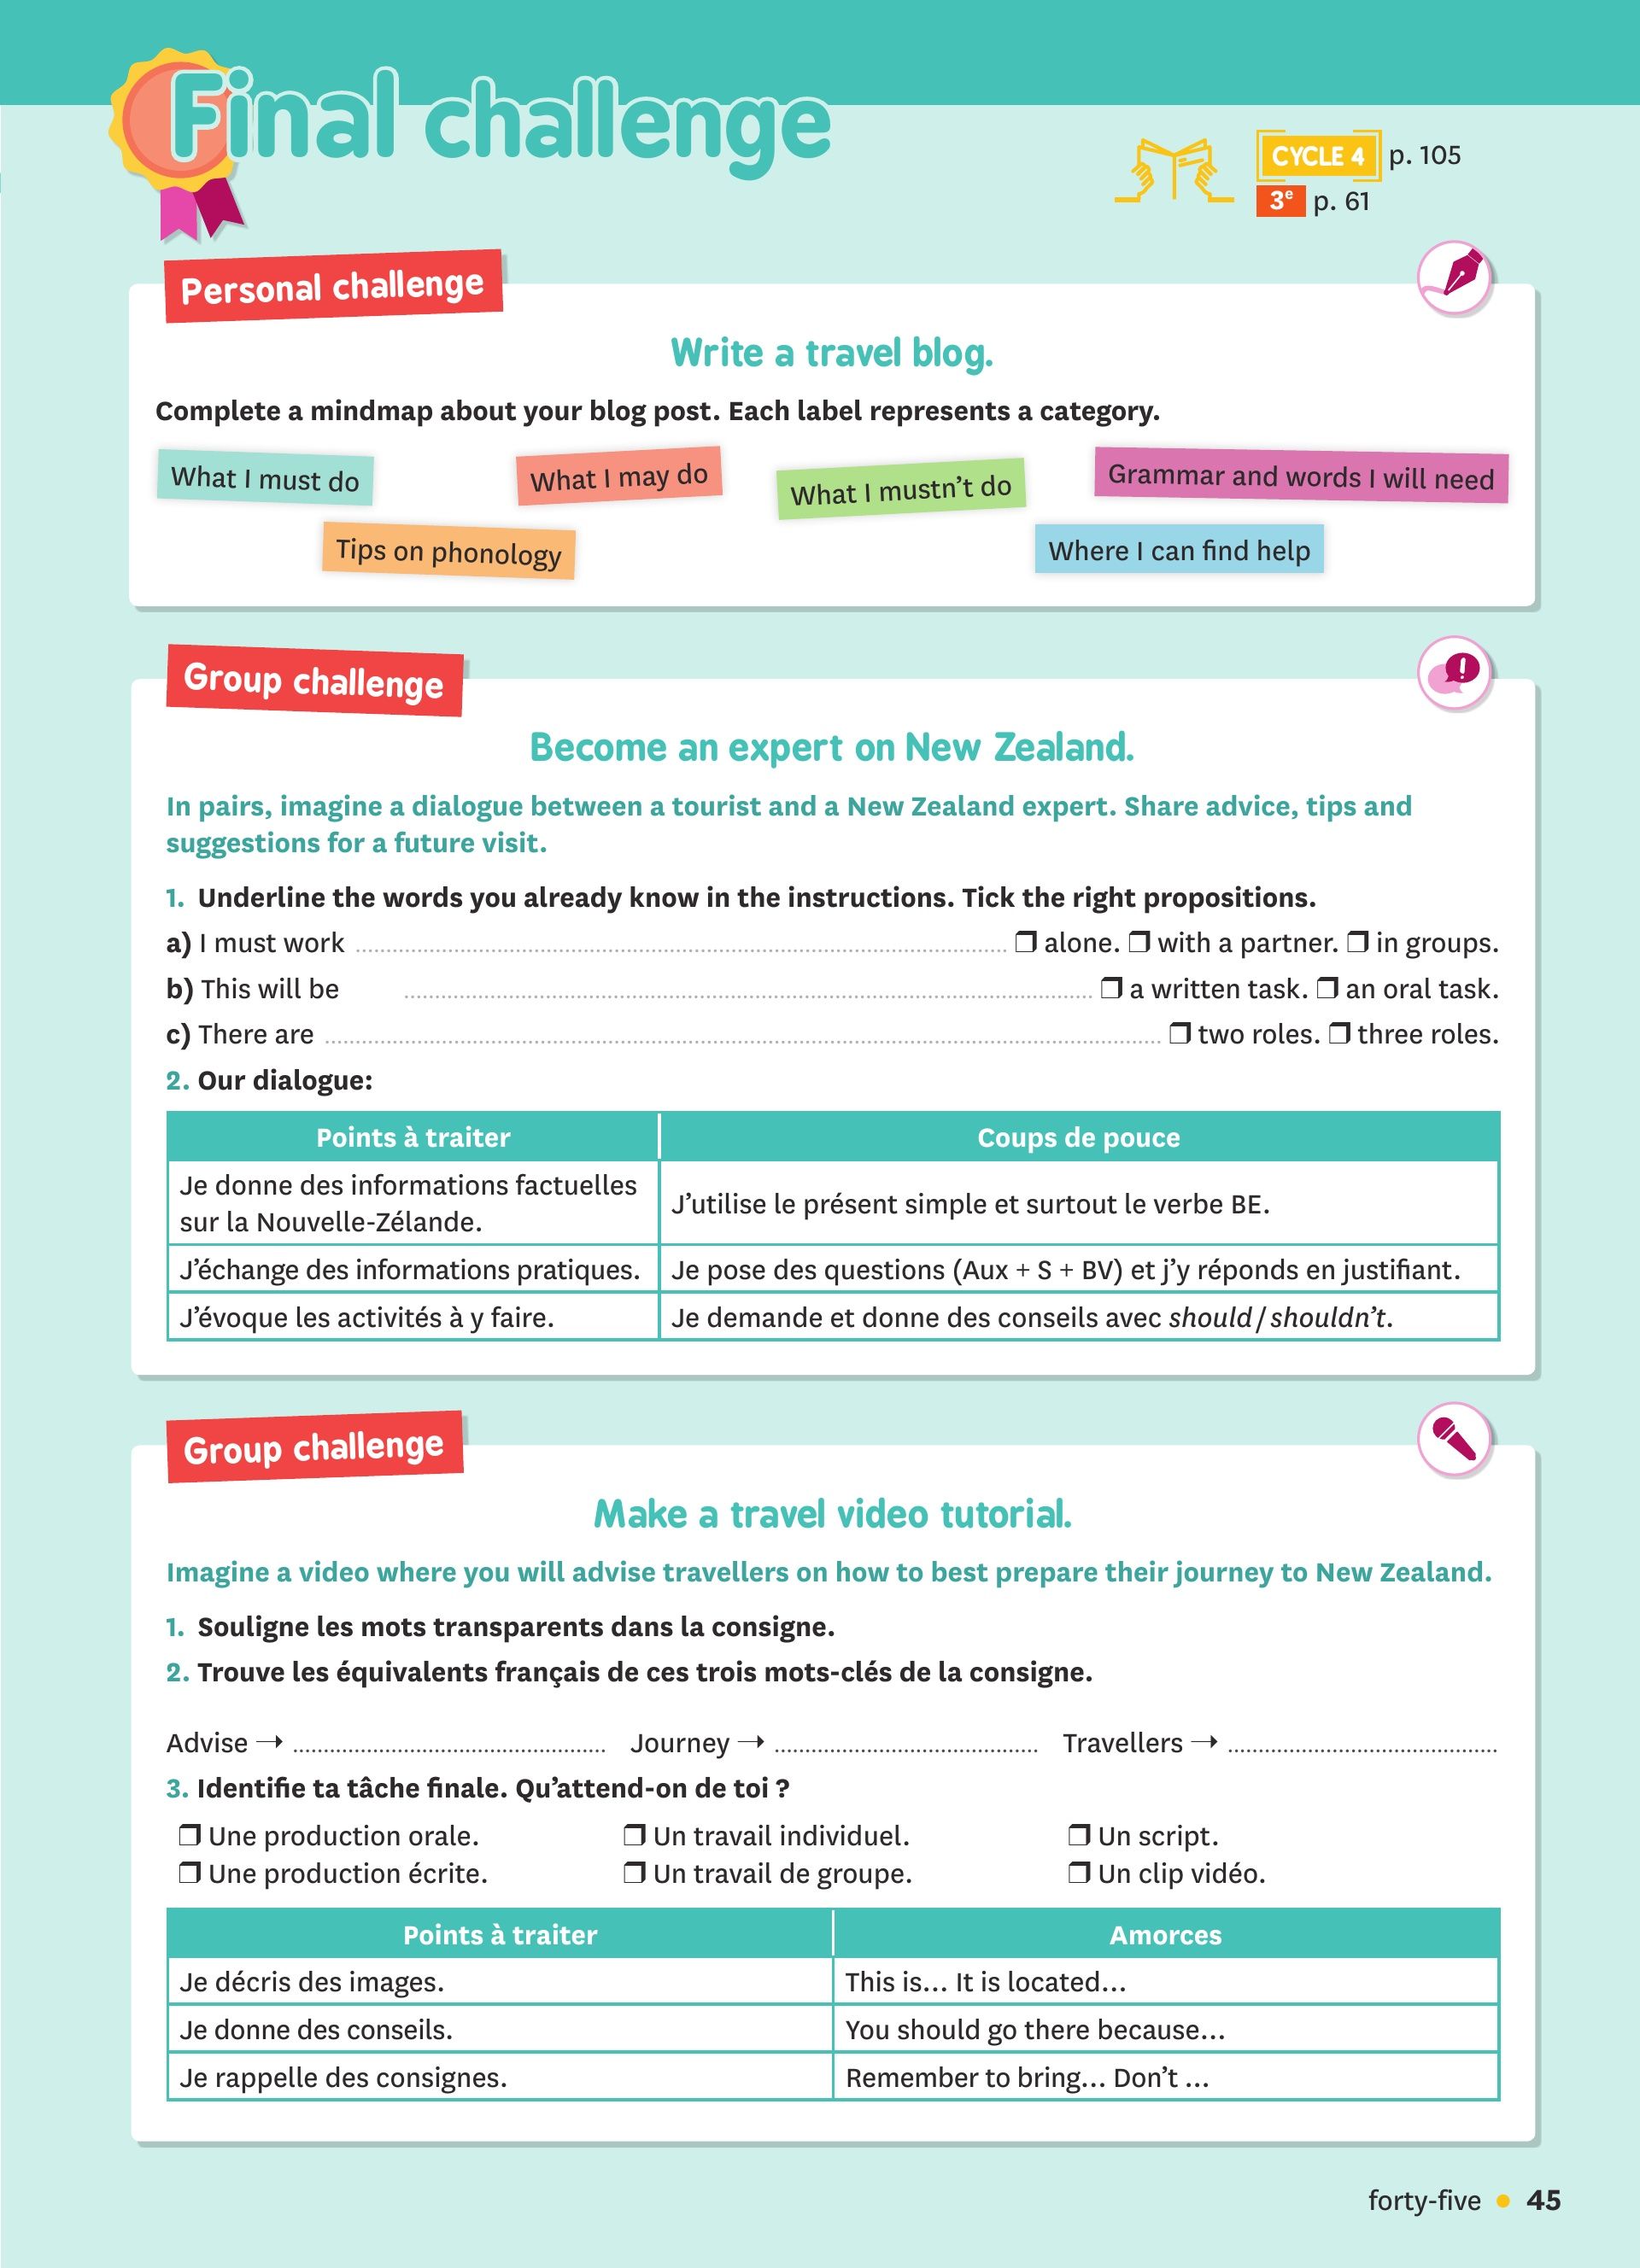 Final challenge
CYCLE 4 p. 105
3e p. 61
Personal challenge
Write a travel blog.
Complete a mindmap about your blog post. Each label represents a category.
What I must do
What I may do
What I mustn't do
Grammar and words I will need
Tips on phonology
Where I can find help
Group challenge
Become an expert on New Zealand.
In pairs, imagine a dialogue between a tourist and a New Zealand expert. Share advice, tips and
suggestions for a future visit.
1. Underline the words you already know in the instructions. Tick the right propositions.
a) I must work ❒ alone. ❒ with a partner. ❒ in groups.
b) This will be ❒ a written task. ❒ an oral task.
c) There are ❒ two roles. ❒ three roles.
2. Our dialogue:
Points à traiter Coups de pouce
Je donne des informations factuelles
sur la Nouvelle-Zélande.
J'utilise le présent simple et surtout le verbe BE.
J'échange des informations pratiques. Je pose des questions (Aux + S + BV) et j'y réponds en justifiant.
J'évoque les activités à y faire. Je demande et donne des conseils avec should / shouldn't.
Group challenge
Make a travel video tutorial.
Imagine a video where you will advise travellers on how to best prepare their journey to New Zealand.
1. Souligne les mots transparents dans la consigne.
2. Trouve les équivalents français de ces trois mots-clés de la consigne.
Advise → Journey → Travellers →
3. Identifie ta tâche finale. Qu'attend-on de toi ?
❒ Une production orale. ❒ Un travail individuel. ❒ Un script.
❒ Une production écrite. ❒ Un travail de groupe. ❒ Un clip vidéo.
Points à traiter Amorces
Je décris des images. This is... It is located...
Je donne des conseils. You should go there because...
Je rappelle des consignes. Remember to bring... Don't ...
forty-five • 45